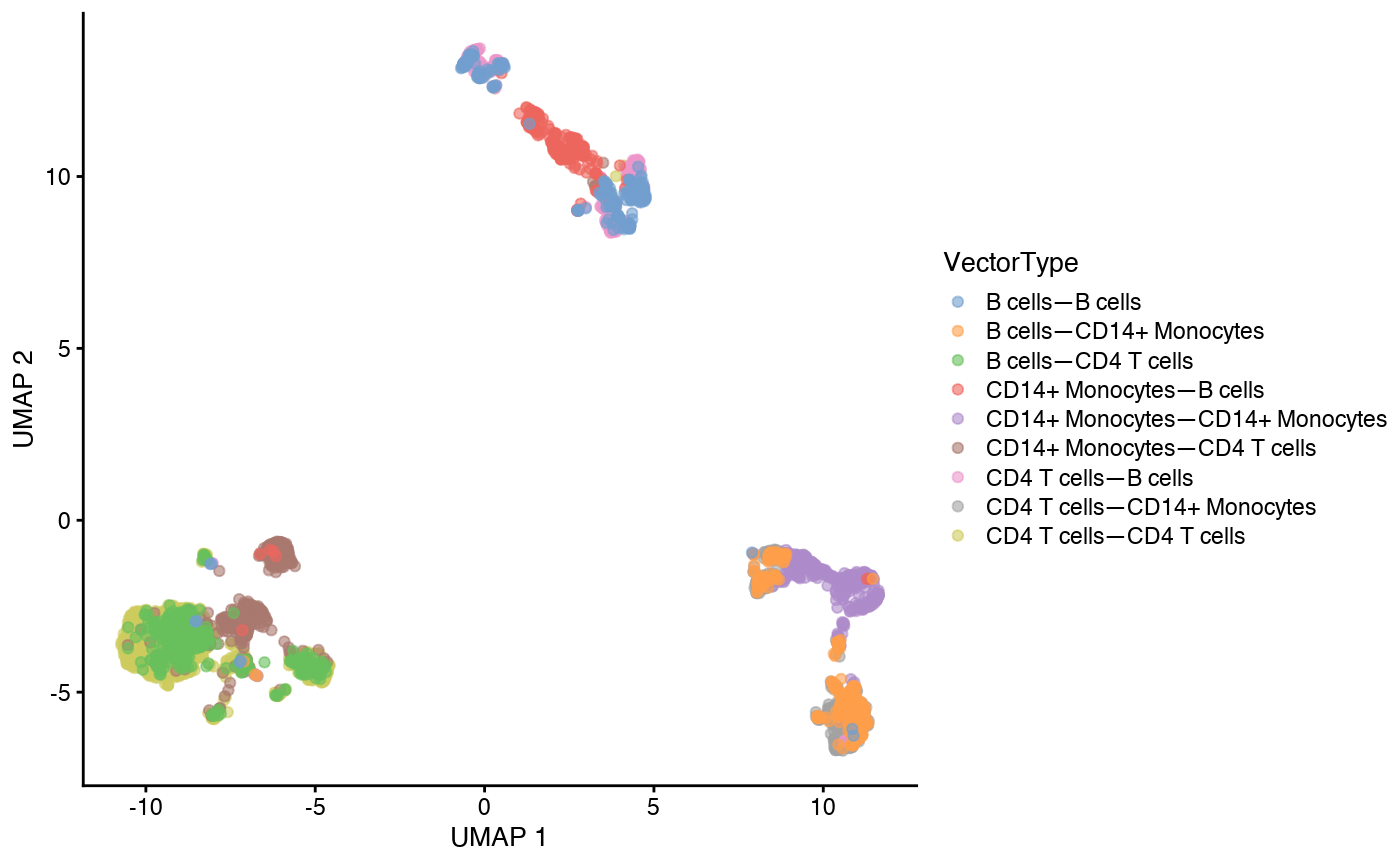 10
5
0
-5
UMAP 2
-10
-5
0
5
10
UMAP 1
VectorType
B cells—B cells
B cells—CD14+ Monocytes
B cells—CD4 T cells
CD14+ Monocytes—B cells
CD14+ Monocytes—CD14+ Monocytes
CD14+ Monocytes—CD4 T cells
CD4 T cells—B cells
CD4 T cells—CD14+ Monocytes
CD4 T cells—CD4 T cells